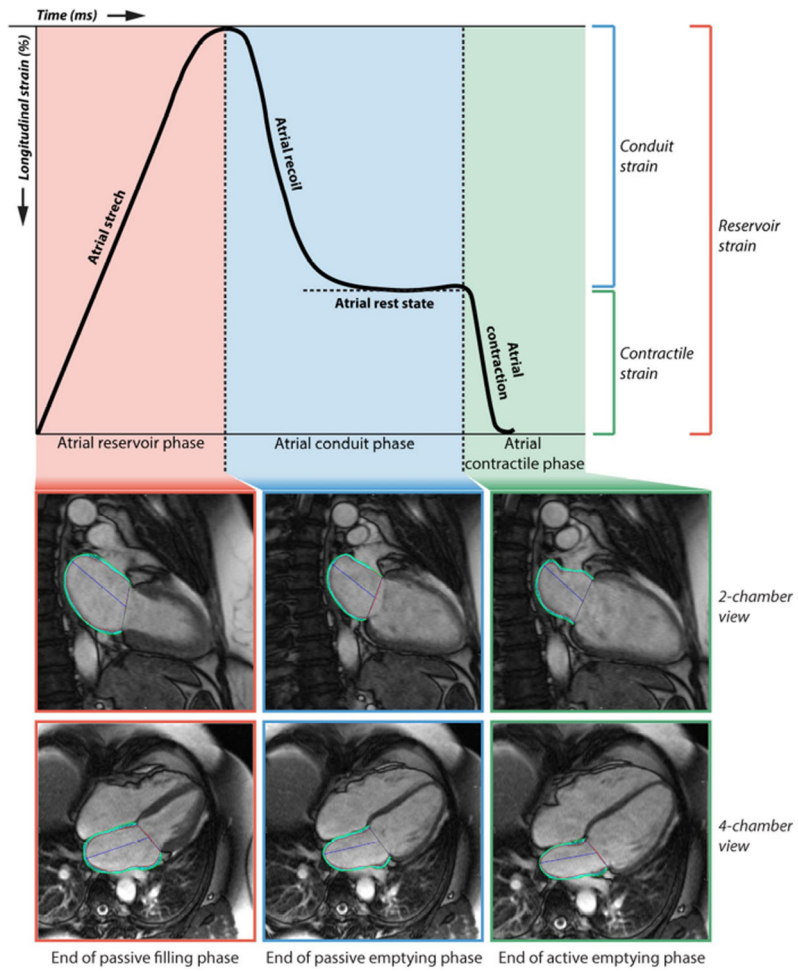 Time (ms)
Longitudinal strain (%)
Atrial strech
Atrial recoil
Atrial rest state
Atrial
contraction
Conduit
strain
Reservoir
strain
Contractile
strain
Atrial reservoir phase
Atrial conduit phase
Atrial
contractile phase
2-chamber
view
4-chamber
view
End of passive filling phase
End of passive emptying phase
End of active emptying phase